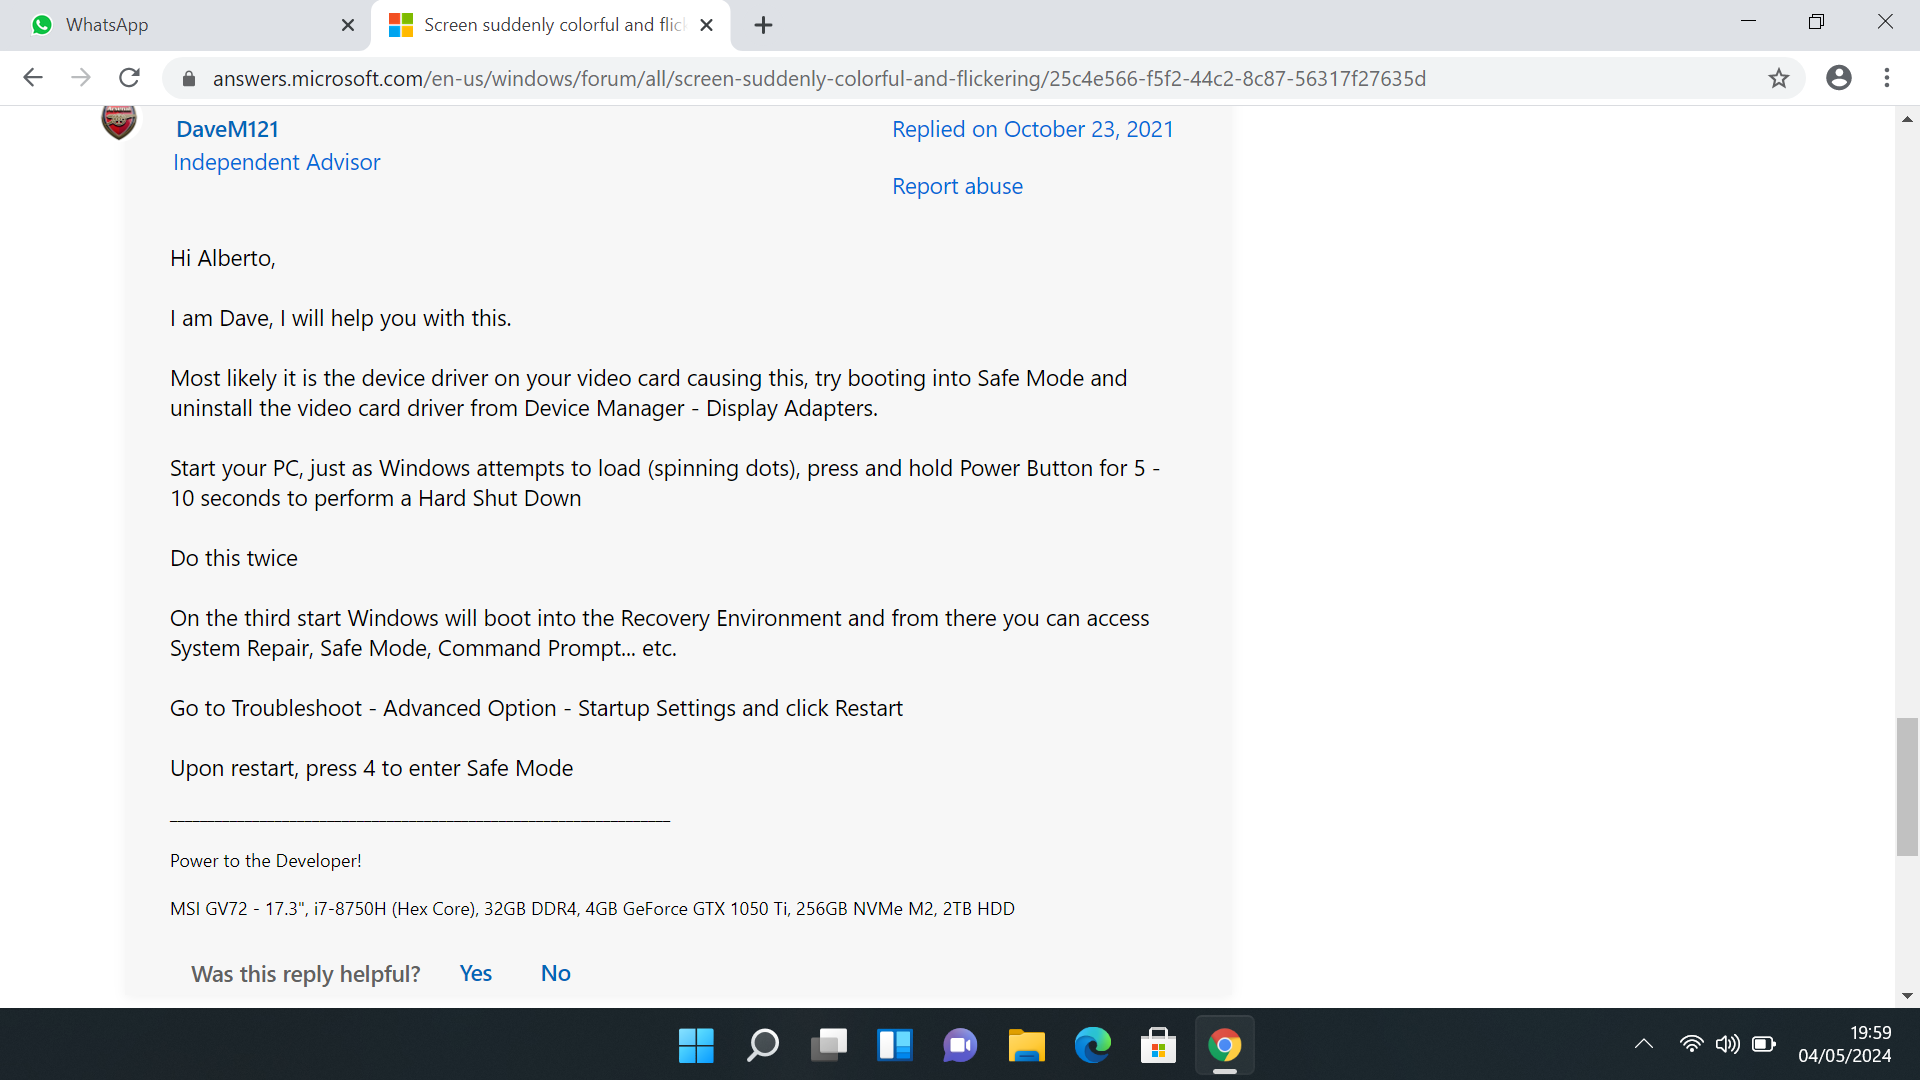 WhatsApp
Screen suddenly colorful and flick
answers.microsoft.com/en-us/windows/forum/all/screen-suddenly-colorful-and-flickering/25c4e566-f5f2-44c2-8c87-56317f27635d
DaveM121
Replied on October 23, 2021
Independent Advisor
Report abuse
Hi Alberto,
I am Dave, I will help you with this.
Most likely it is the device driver on your video card causing this, try booting into Safe Mode and
uninstall the video card driver from Device Manager - Display Adapters.
Start your PC, just as Windows attempts to load (spinning dots), press and hold Power Button for 5 -
10 seconds to perform a Hard Shut Down
Do this twice
On the third start Windows will boot into the Recovery Environment and from there you can access
System Repair, Safe Mode, Command Prompt... etc.
Go to Troubleshoot - Advanced Option - Startup Settings and click Restart
Upon restart, press 4 to enter Safe Mode
Power to the Developer!
MSI GV72 - 17.3", i7-8750H (Hex Core), 32GB DDR4, 4GB GeForce GTX 1050 Ti, 256GB NVMe M2, 2TB HDD
Was this reply helpful? Yes No
19:59
04/05/2024